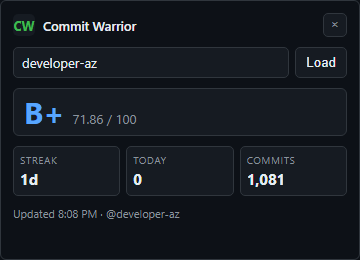 CW Commit Warrior ×
developer-az Load
B+ 71.86 / 100
STREAK TODAY COMMITS
1d 0 1,081
Updated 8:08 PM · @developer-az